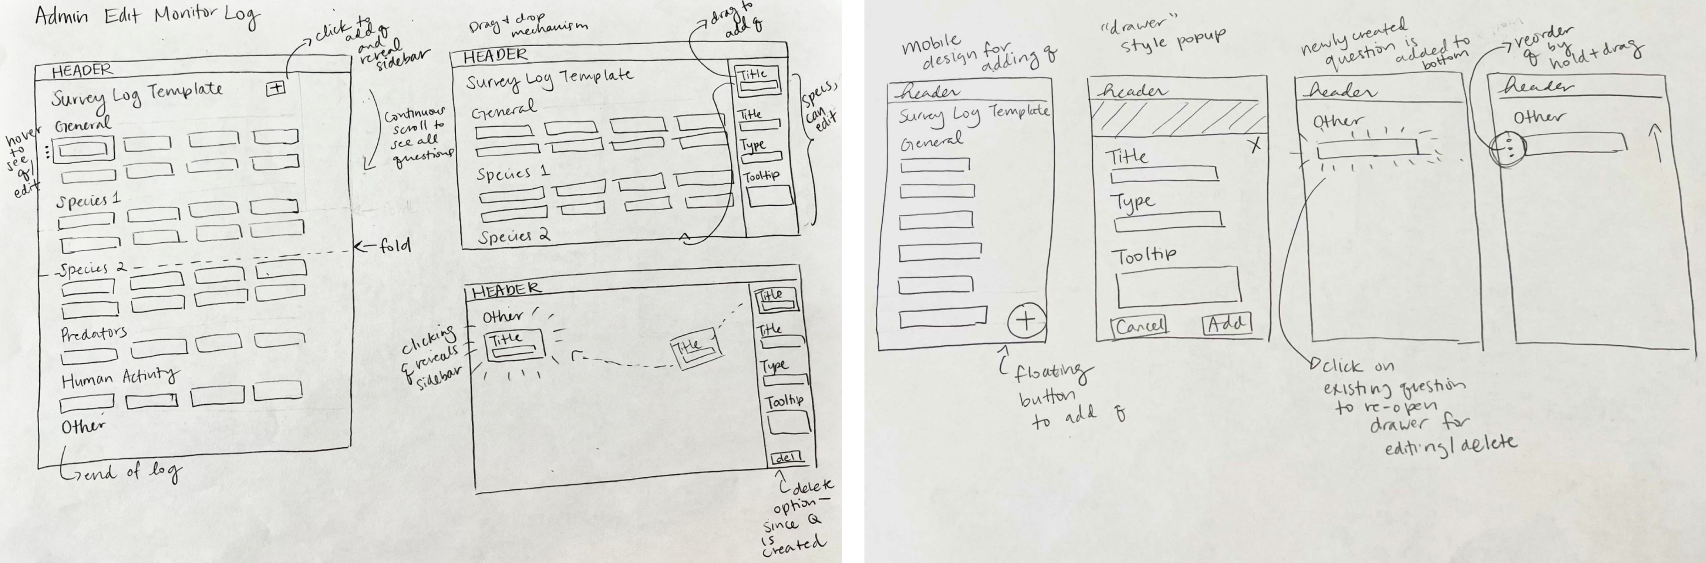 Admin Edit Monitor Log
click to
add q
and
reveal
sidebar
HEADER
Survey Log Template
+
General
hover
to
see
q/
edit
Continuous
scroll to
see all
questions
Species 1
fold
Species 2
Predators
Human Activity
Other
end of log
Drag + drop
mechanism
drag to
add q
HEADER
Survey Log Template
General
Species 1
Species 2
Title
Title
Type
Tooltip
Specs,
can
edit
HEADER
Other
Title
clicking
q reveals
sidebar
Title
Title
Title
Type
Tooltip
del
delete
option—
since Q
is
created
mobile
design for
adding q
header
Survey Log Template
General
+
floating
button
to add q
"drawer"
style popup
header
X
Title
Type
Tooltip
Cancel
Add
newly created
question is
added to
bottom
header
Other
click on
existing question
to re-open
drawer for
editing/delete
reorder
q by
hold + drag
header
Other